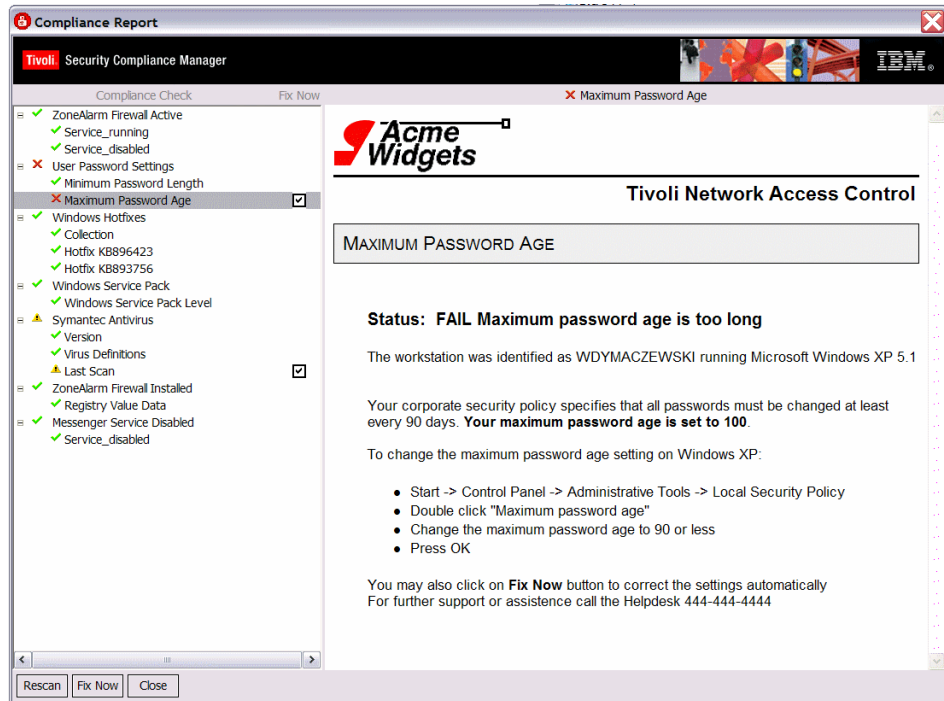 Compliance Report
Tivoli. Security Compliance Manager
IBM®
Compliance Check Fix Now
Maximum Password Age
ZoneAlarm Firewall Active
Service_running
Service_disabled
User Password Settings
Minimum Password Length
Maximum Password Age
Windows Hotfixes
Collection
Hotfix KB896423
Hotfix KB893756
Windows Service Pack
Windows Service Pack Level
Symantec Antivirus
Version
Virus Definitions
Last Scan
ZoneAlarm Firewall Installed
Registry Value Data
Messenger Service Disabled
Service_disabled
Acme
Widgets
Tivoli Network Access Control
MAXIMUM PASSWORD AGE
Status: FAIL Maximum password age is too long
The workstation was identified as WDYMACZEWSKI running Microsoft Windows XP 5.1
Your corporate security policy specifies that all passwords must be changed at least
every 90 days. Your maximum password age is set to 100.
To change the maximum password age setting on Windows XP:
• Start -> Control Panel -> Administrative Tools -> Local Security Policy
• Double click "Maximum password age"
• Change the maximum password age to 90 or less
• Press OK
You may also click on Fix Now button to correct the settings automatically
For further support or assistence call the Helpdesk 444-444-4444
Rescan Fix Now Close